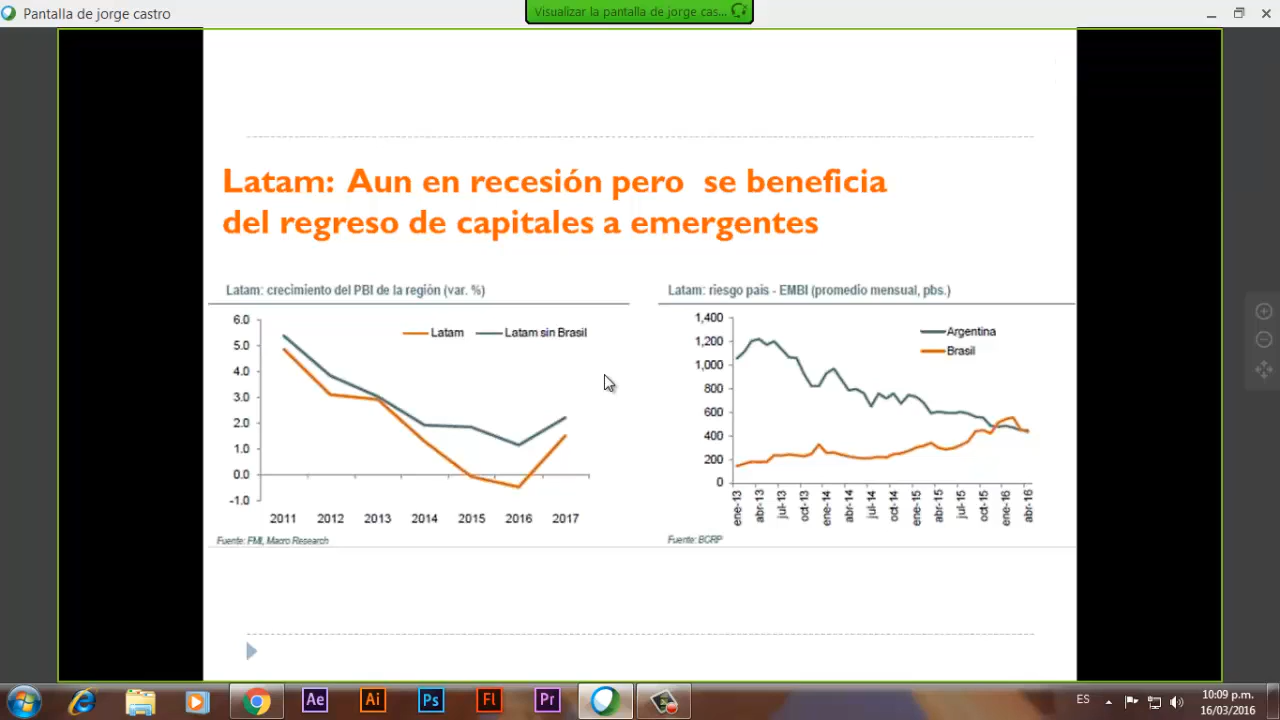 Pantalla de jorge castro
Visualizar la pantalla de jorge cas...
Latam: Aun en recesión pero se beneficia
del regreso de capitales a emergentes
Latam: crecimiento del PBI de la región (var. %)
6.0
5.0
4.0
3.0
2.0
1.0
0.0
-1.0
Latam
Latam sin Brasil
2011 2012 2013 2014 2015 2016 2017
Fuente: FMI, Macro Research
Latam: riesgo pais - EMBI (promedio mensual, pbs.)
1,400
1,200
1,000
800
600
400
200
0
Argentina
Brasil
ene-13 abr-13 jul-13 oct-13 ene-14 abr-14 jul-14 oct-14 ene-15 abr-15 jul-15 oct-15 ene-16 abr-16
Fuente: BCRP
Ae Ai Ps Fl Pr
ES
10:09 p.m.
16/03/2016